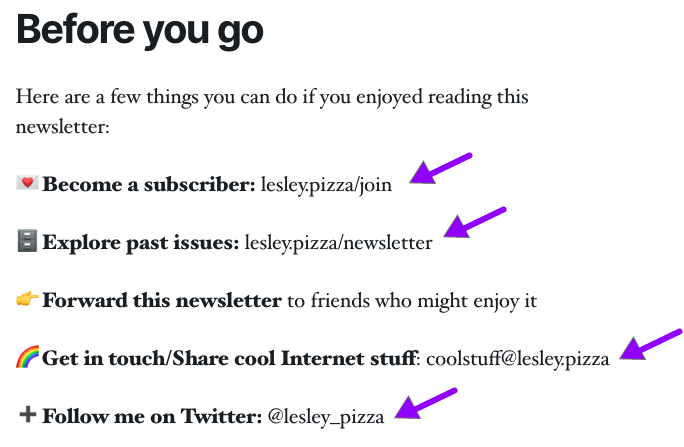 Before you go
Here are a few things you can do if you enjoyed reading this
newsletter:
💌 Become a subscriber: lesley.pizza/join
🗄️ Explore past issues: lesley.pizza/newsletter
👉 Forward this newsletter to friends who might enjoy it
🌈 Get in touch/Share cool Internet stuff: coolstuff@lesley.pizza
➕ Follow me on Twitter: @lesley_pizza